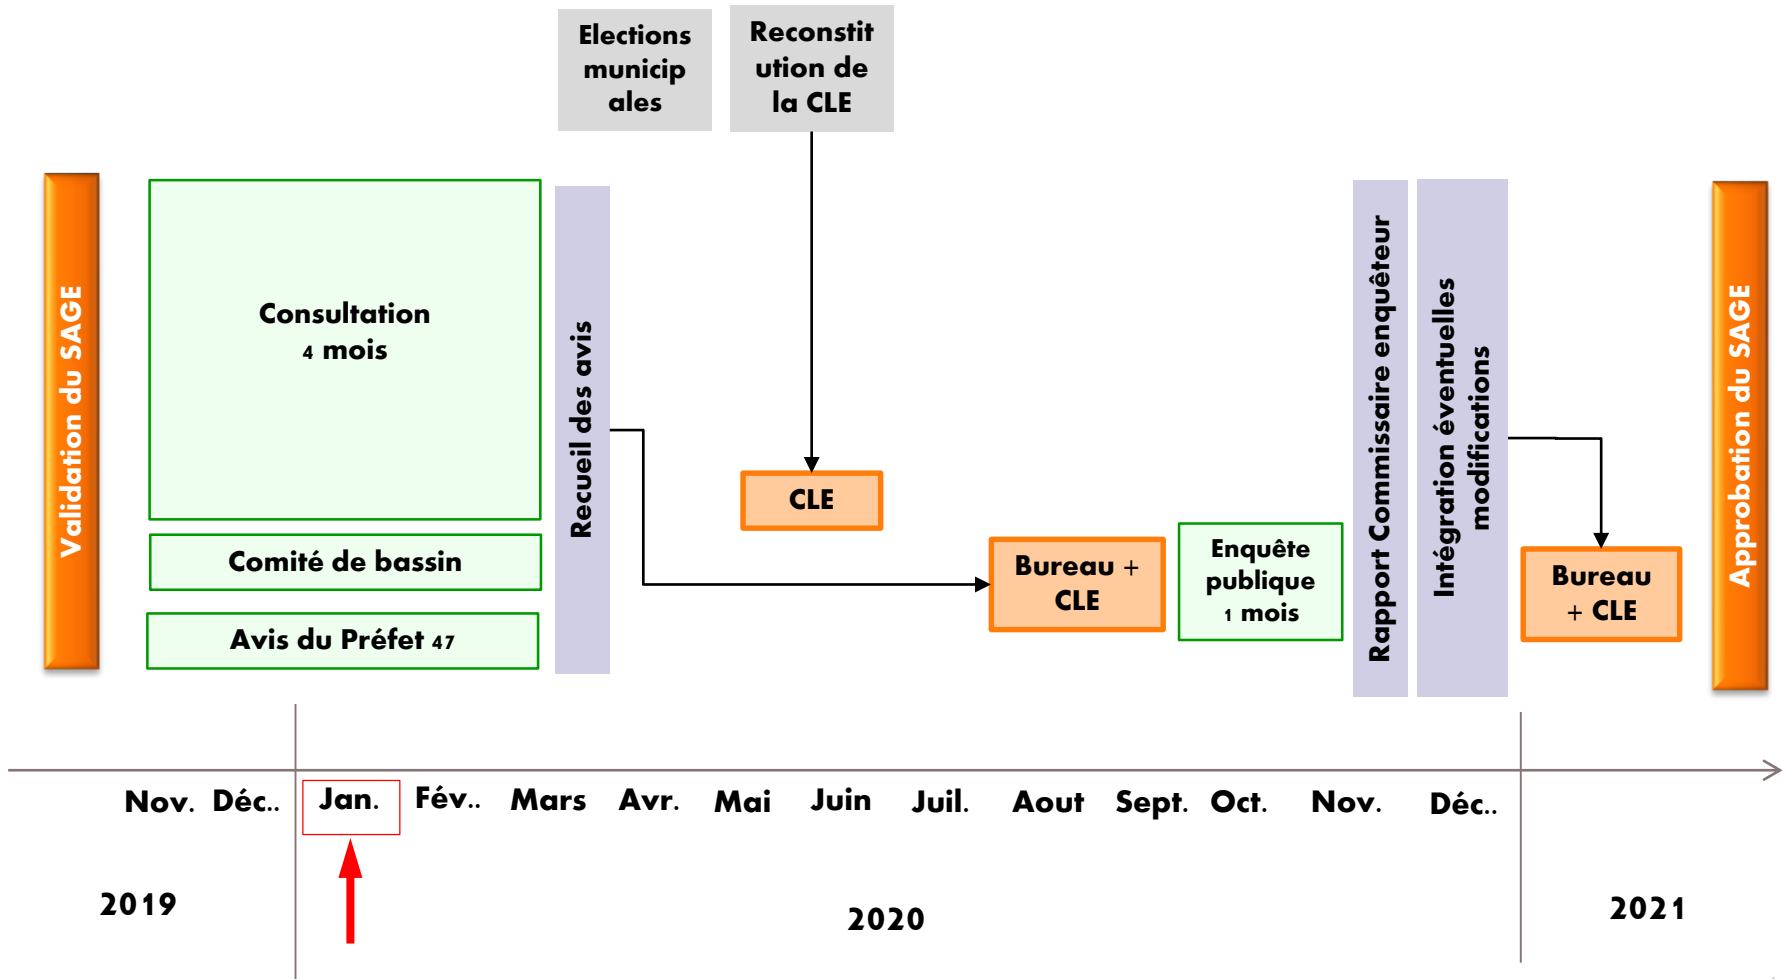 Elections
municip
ales
Reconstit
ution de
la CLE
Validation du SAGE
Consultation
4 mois
Comité de bassin
Avis du Préfet 47
Recueil des avis
CLE
Bureau +
CLE
Enquête
publique
1 mois
Rapport Commissaire enquêteur
Intégration éventuelles
modifications
Bureau
+ CLE
Approbation du SAGE
Nov. Déc.. Jan. Fév.. Mars Avr. Mai Juin Juil. Aout Sept. Oct. Nov. Déc..
2019
2020
2021